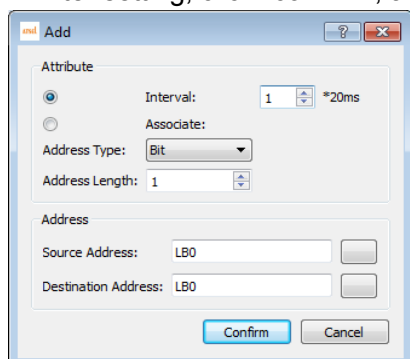 Add
Attribute
Interval: 1 *20ms
Associate:
Address Type: Bit
Address Length: 1
Address
Source Address: LB0
Destination Address: LB0
Confirm Cancel